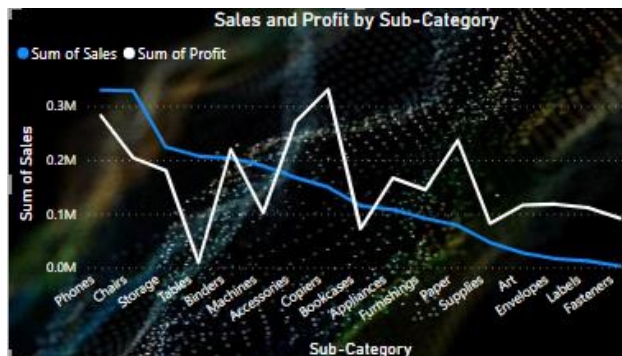 Sales and Profit by Sub-Category
Sum of Sales Sum of Profit
0.3M
0.2M
0.1M
0.0M
Sum of Sales
Phones
Chairs
Storage
Tables
Binders
Machines
Accessories
Copiers
Bookcases
Appliances
Furnishings
Paper
Supplies
Art
Envelopes
Labels
Fasteners
Sub-Category